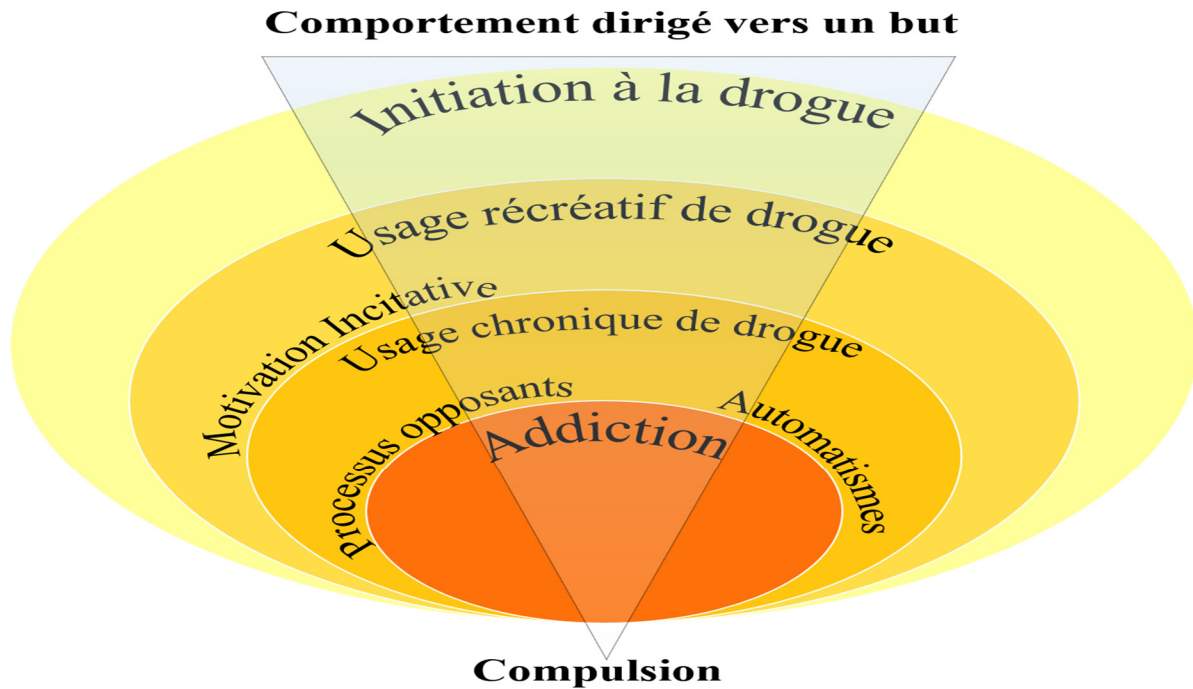 Comportement dirigé vers un but
Initiation à la drogue
Usage récréatif de drogue
Motivation Incitative
Usage chronique de drogue
Processus opposants
Automatismes
Addiction
Compulsion